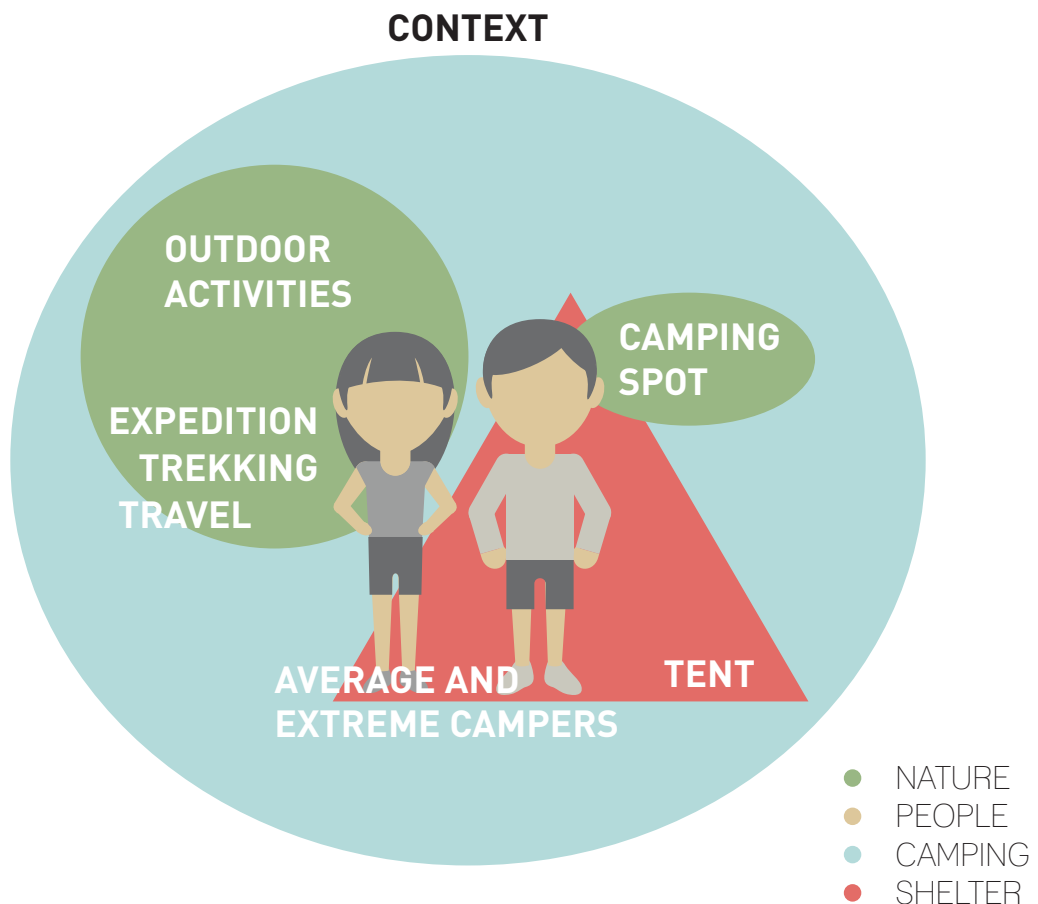 CONTEXT
OUTDOOR
ACTIVITIES
CAMPING
SPOT
EXPEDITION
TREKKING
TRAVEL
AVERAGE AND
EXTREME CAMPERS
TENT
NATURE
PEOPLE
CAMPING
SHELTER